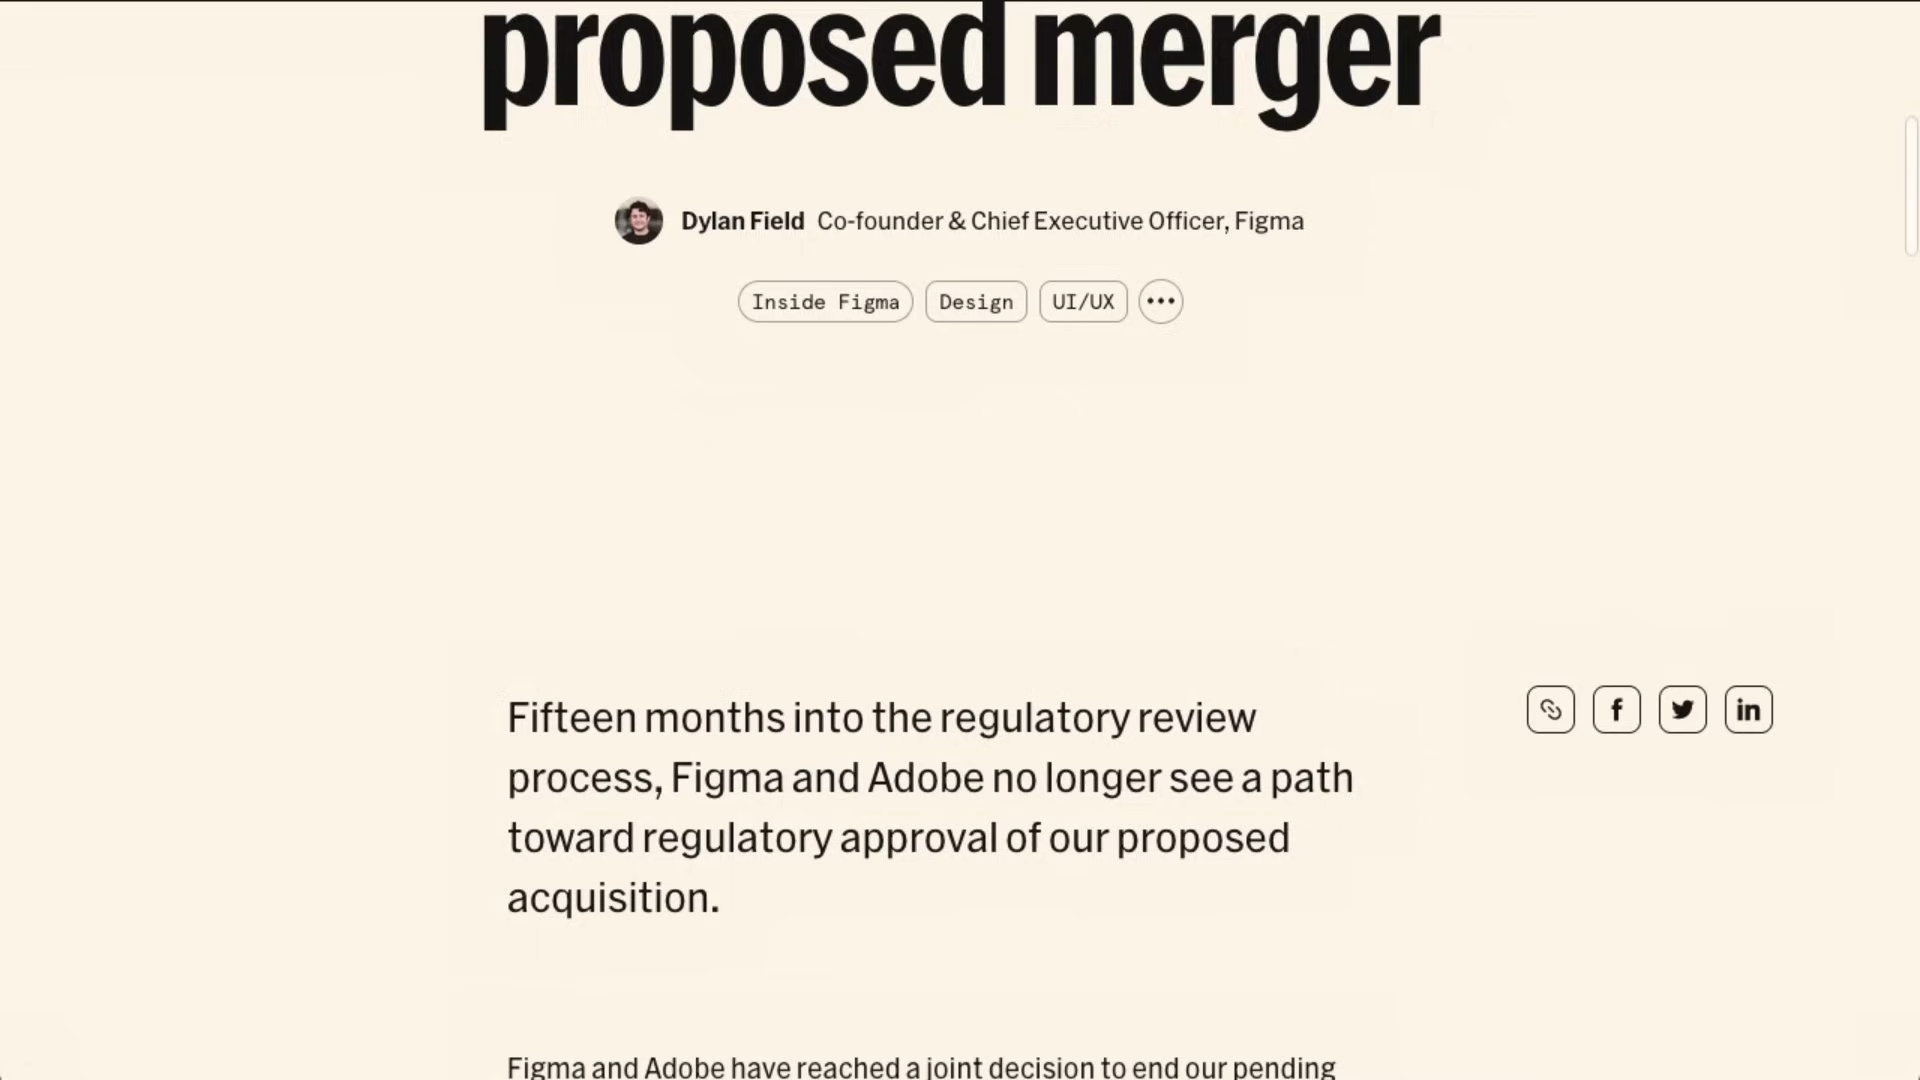 proposed merger
Dylan Field Co-founder & Chief Executive Officer, Figma
Inside Figma Design UI/UX
Fifteen months into the regulatory review
process, Figma and Adobe no longer see a path
toward regulatory approval of our proposed
acquisition.
Figma and Adobe have reached a joint decision to end our pending